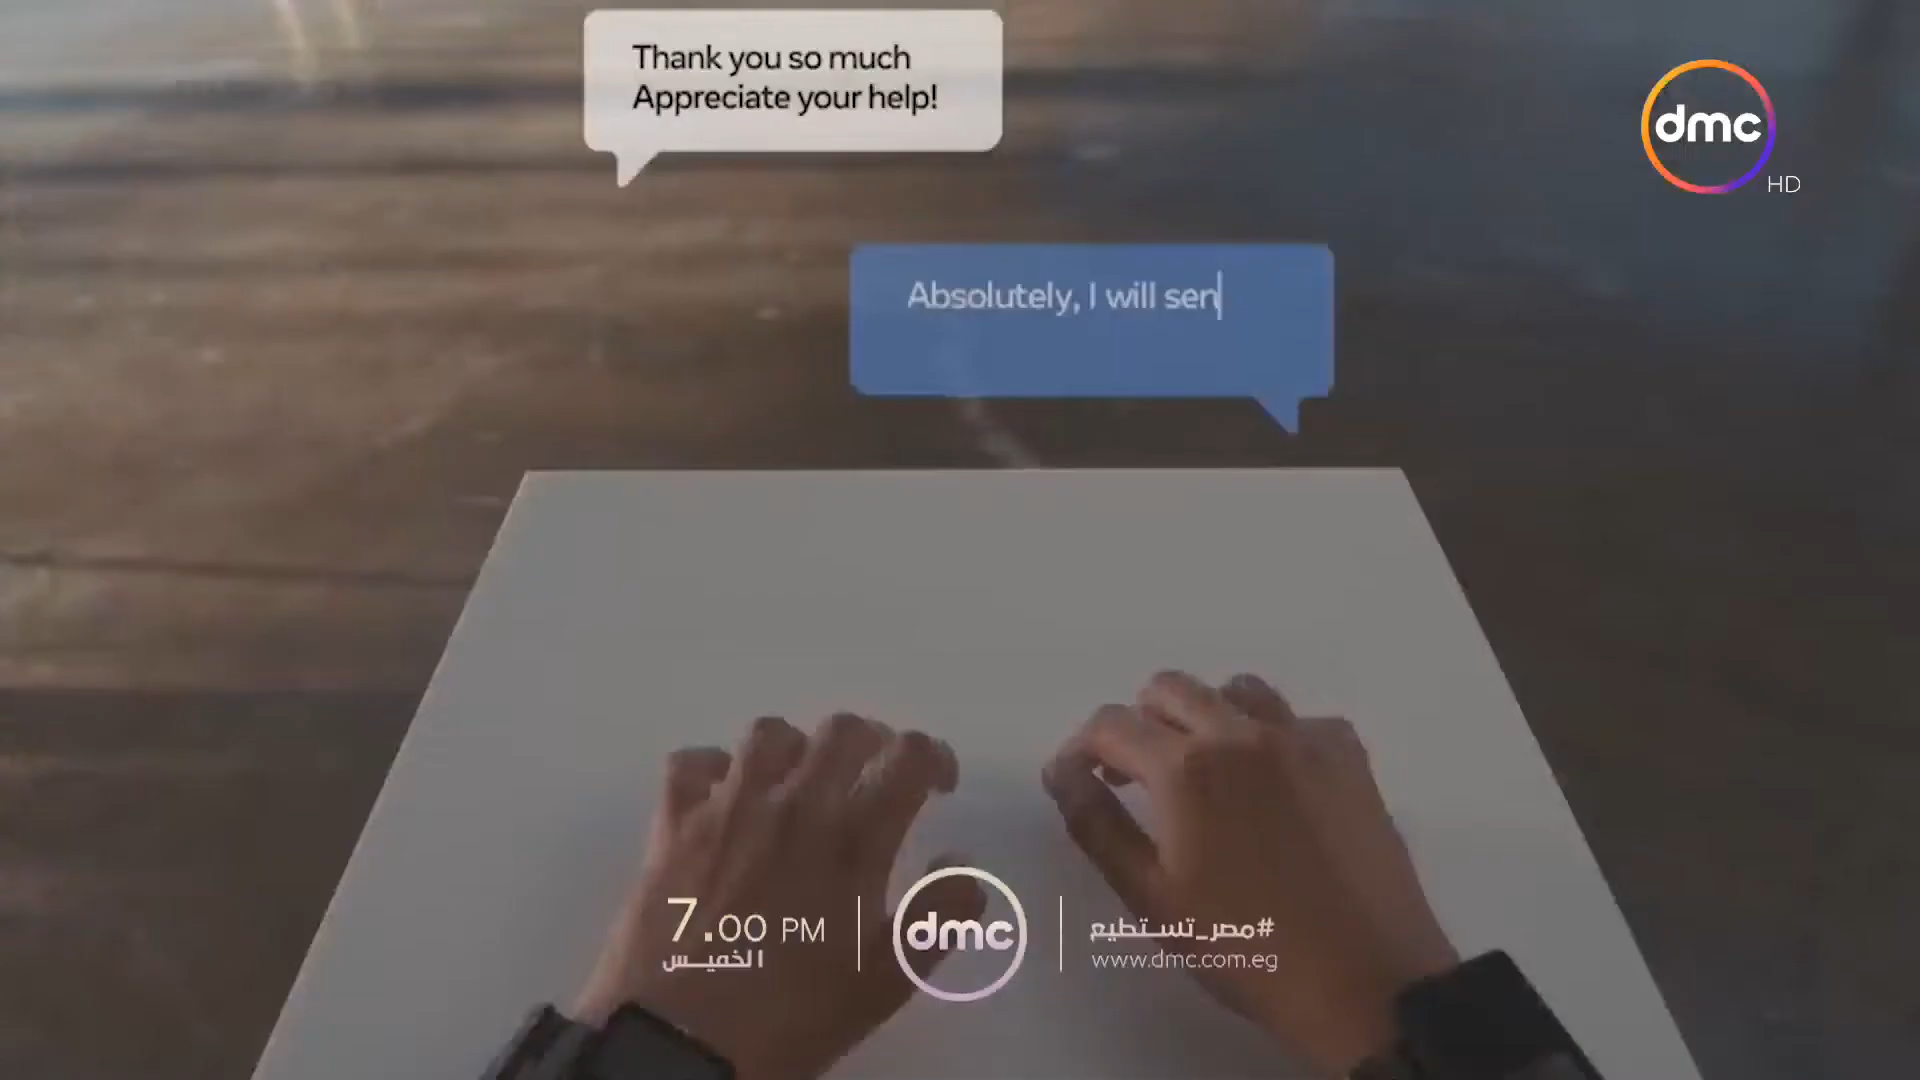 Thank you so much
Appreciate your help!
dmc
HD
Absolutely, I will sen
7.00 PM
الخميس
dmc
#مصر_تستطيع
www.dmc.com.eg